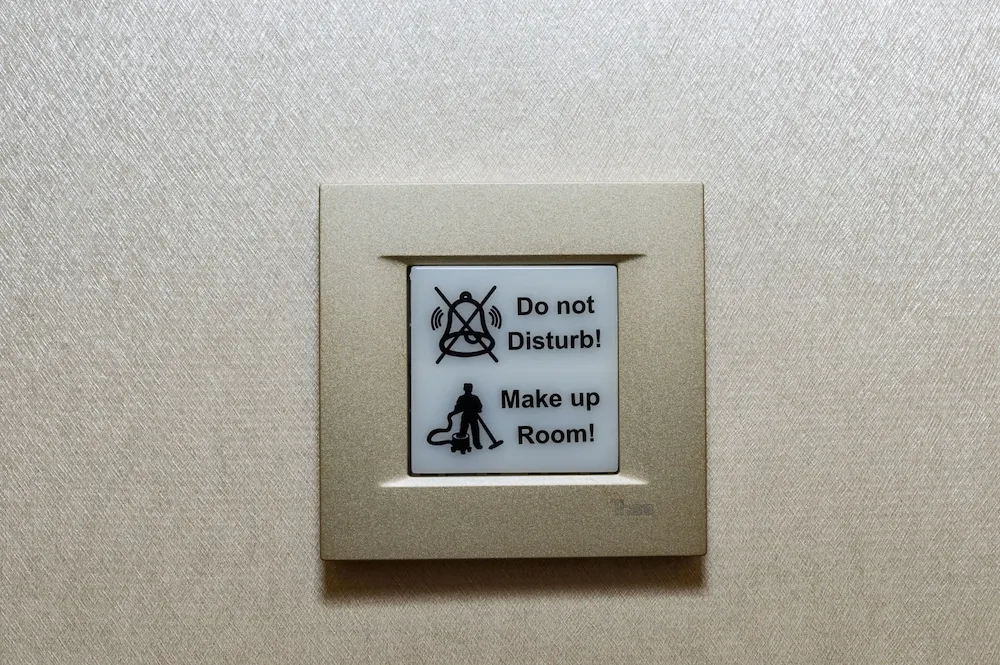 Do not
Disturb!
Make up
Room!